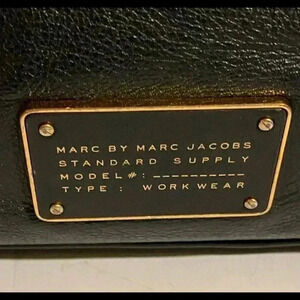 MARC BY MARC JACOBS
STANDARD SUPPLY
MODEL #: __________
TYPE : WORKWEAR